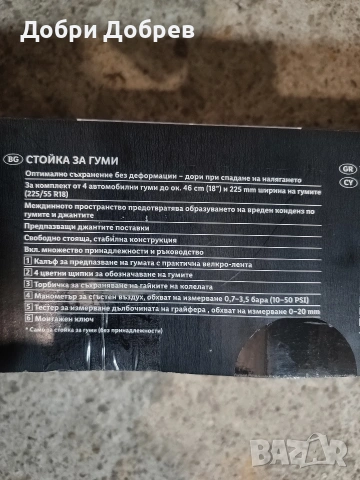 Добри Добрев
BG СТОЙКА ЗА ГУМИ
Оптимално съхранение без деформации – дори при спадане на налягането
За комплект от 4 автомобилни гуми до ок. 46 cm (18") и 225 mm ширина на гумите
(225/55 R18)
Междинното пространство предотвратява образуването на вреден конденз по
гумите и джантите
Предпазващи джантите поставки
Свободно стояща, стабилна конструкция
Вкл. множество принадлежности и ръководство
1 Калъф за предпазване на гумата с практична велкро-лента
2 4 цветни щипки за обозначаване на гумите
3 Торбичка за съхраняване на гайките на колелата
4 Манометър за сгъстен въздух, обхват на измерване 0,7–3,5 бара (10–50 PSI)
5 Тестер за измерване дълбочината на грайфера, обхват на измерване 0–20 mm
6 Монтажен ключ
* Само за стойка за гуми (без принадлежности)
GR
CY
BAZAR